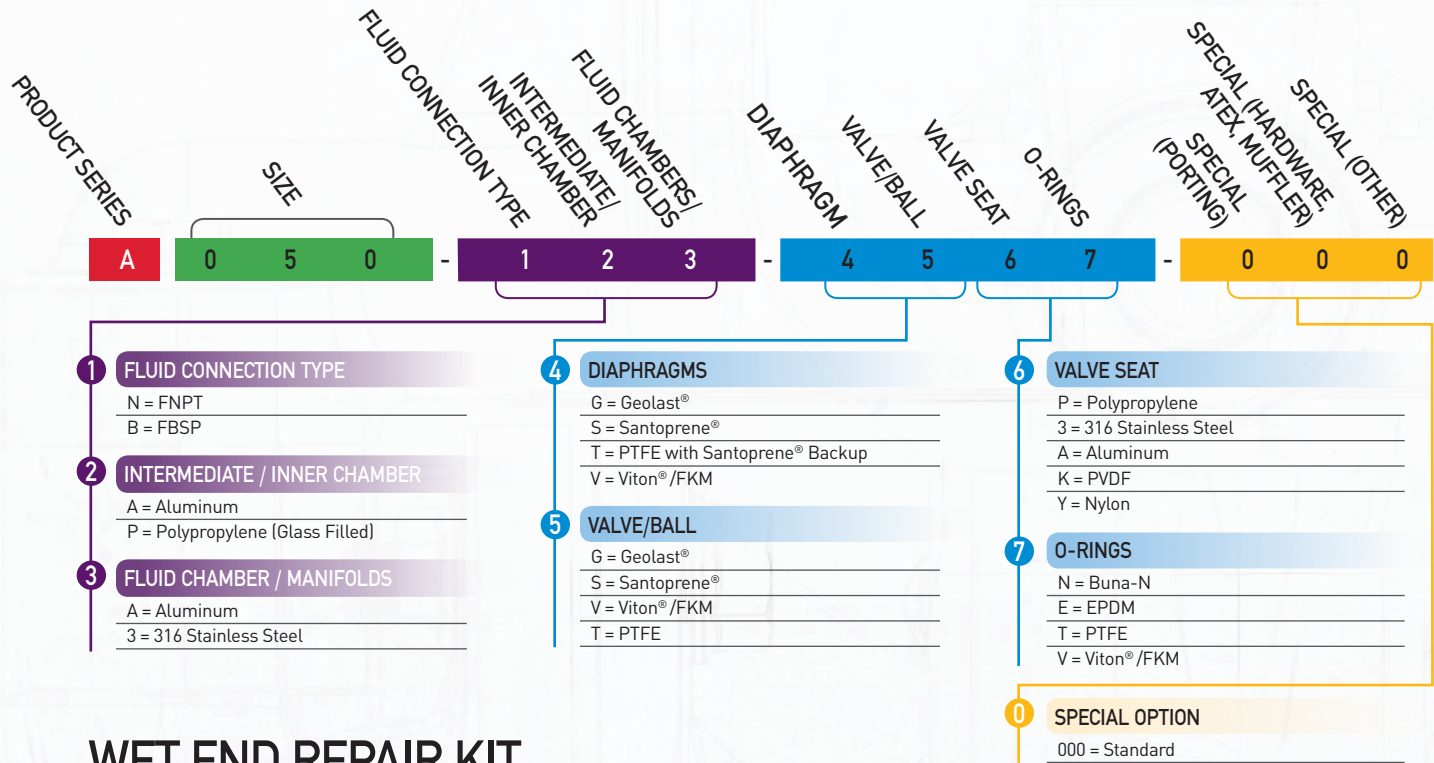 PRODUCT SERIES
SIZE
FLUID CONNECTION TYPE
INTERMEDIATE/
INNER CHAMBER
FLUID CHAMBERS/
MANIFOLDS
DIAPHRAGM
VALVE/BALL
VALVE SEAT
O-RINGS
SPECIAL
(PORTING)
SPECIAL (HARDWARE,
ATEX, MUFFLER)
SPECIAL (OTHER)
A 0 5 0 - 1 2 3 - 4 5 6 7 - 0 0 0
1 FLUID CONNECTION TYPE
N = FNPT
B = FBSP
2 INTERMEDIATE / INNER CHAMBER
A = Aluminum
P = Polypropylene (Glass Filled)
3 FLUID CHAMBER / MANIFOLDS
A = Aluminum
3 = 316 Stainless Steel
4 DIAPHRAGMS
G = Geolast®
S = Santoprene®
T = PTFE with Santoprene® Backup
V = Viton®/FKM
5 VALVE/BALL
G = Geolast®
S = Santoprene®
V = Viton®/FKM
T = PTFE
6 VALVE SEAT
P = Polypropylene
3 = 316 Stainless Steel
A = Aluminum
K = PVDF
Y = Nylon
7 O-RINGS
N = Buna-N
E = EPDM
T = PTFE
V = Viton®/FKM
0 SPECIAL OPTION
000 = Standard
WET END REPAIR KIT